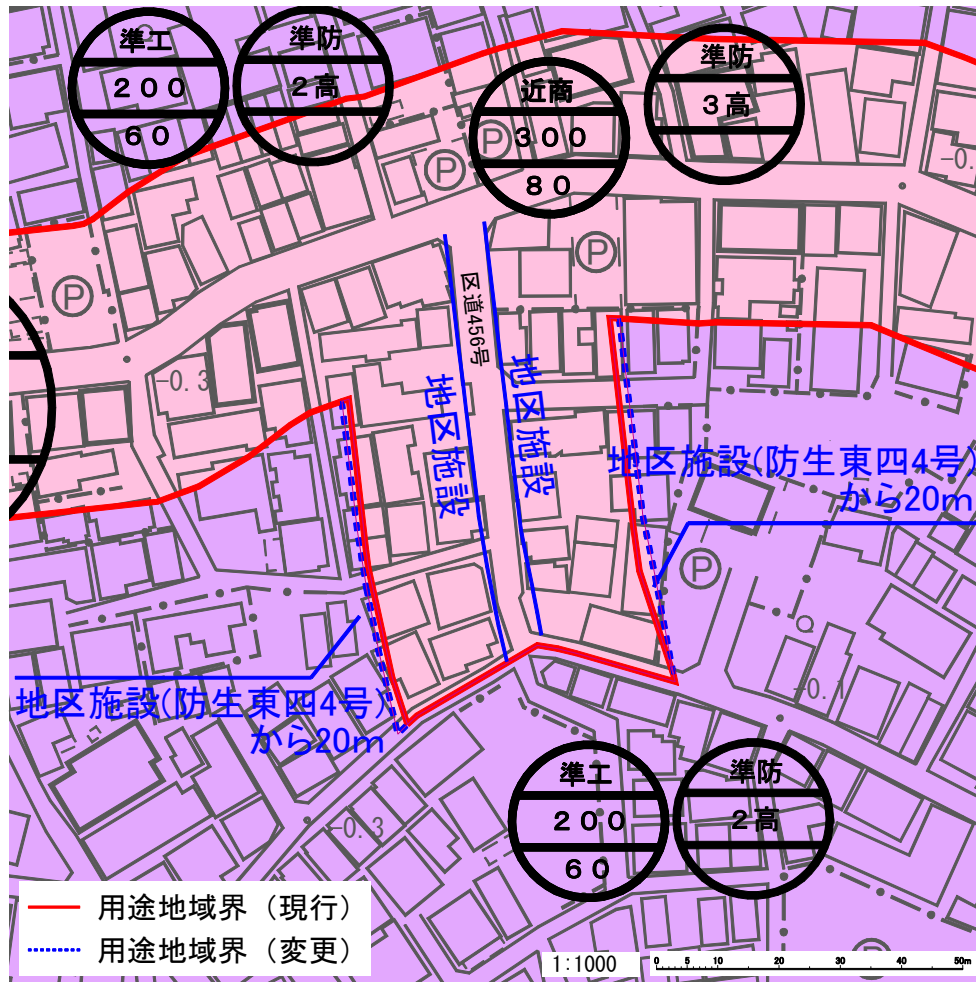 準工
200
60
準防
2高
近商
300
80
準防
3高
P
P
P
P
-0.
-0.3
区道456号
地区施設
地区施設
地区施設(防生東四4号)
から20m
P
地区施設(防生東四4号)
から20m
-0.1
-0.3
準工
200
60
準防
2高
用途地域界（現行）
用途地域界（変更）
1:1000
0 5 10 20 30 40 50m